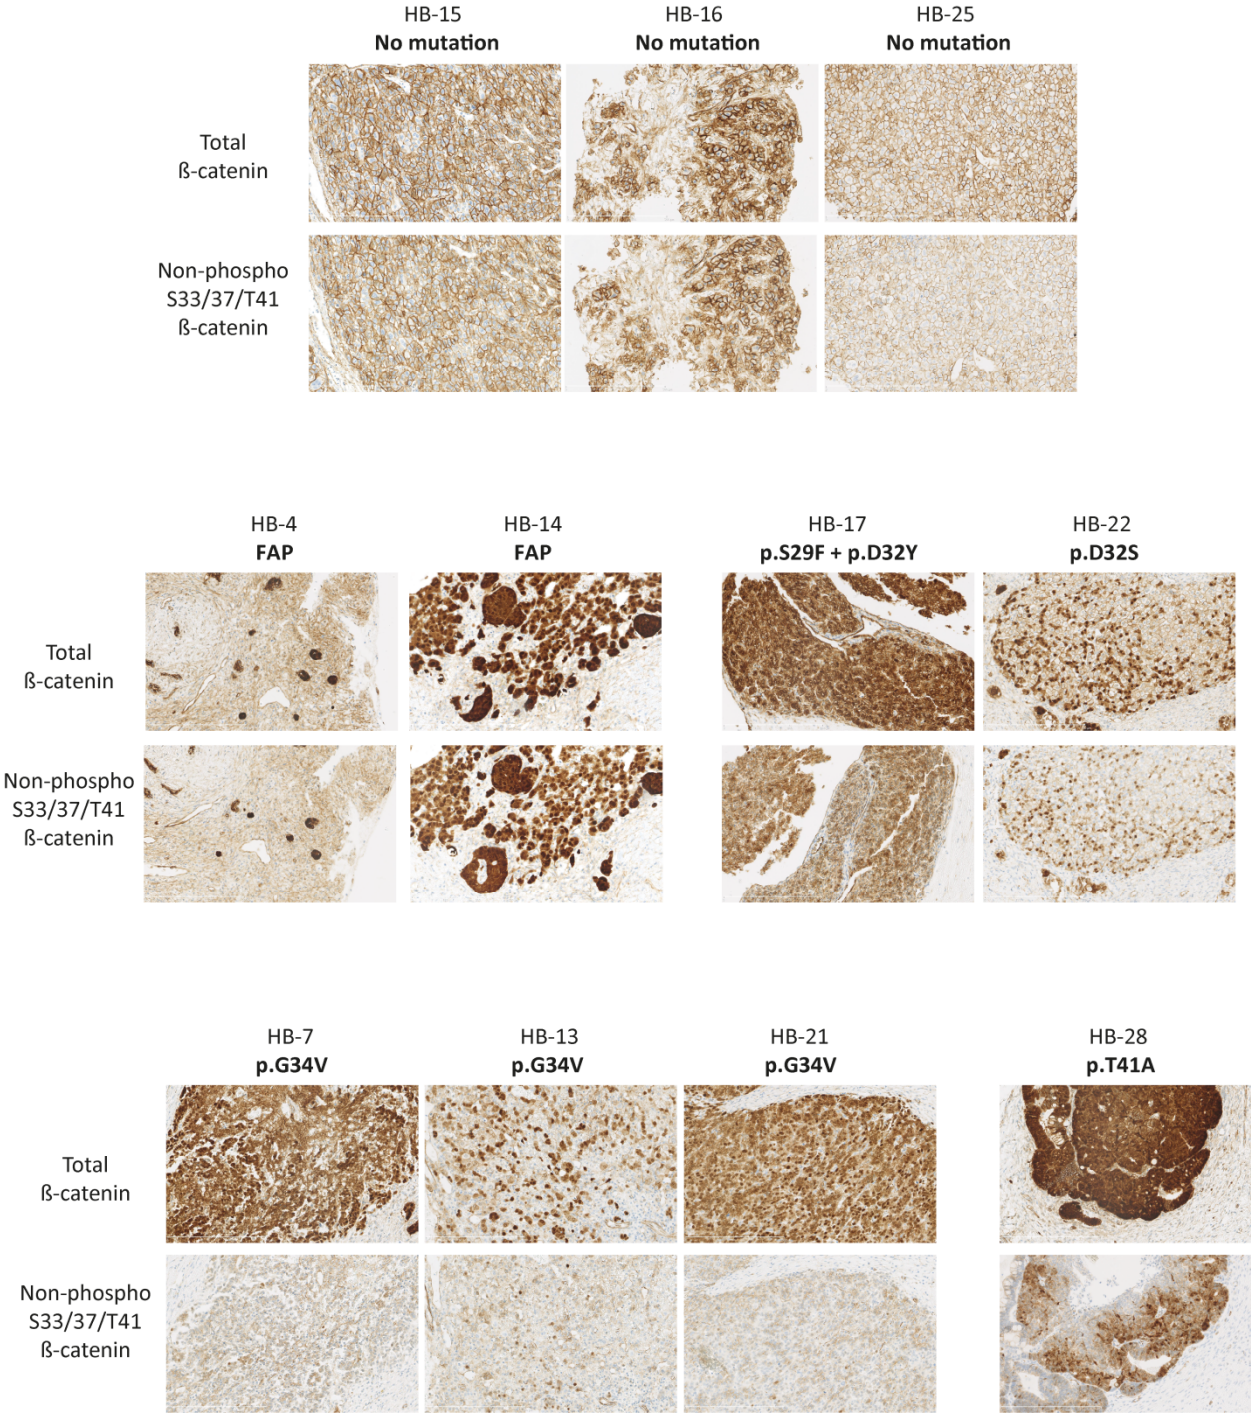 HB-15
No mutation
HB-16
No mutation
HB-25
No mutation
Total
ß-catenin
Non-phospho
S33/37/T41
ß-catenin
HB-4
FAP
HB-14
FAP
HB-17
p.S29F + p.D32Y
HB-22
p.D32S
Total
ß-catenin
Non-phospho
S33/37/T41
ß-catenin
HB-7
p.G34V
HB-13
p.G34V
HB-21
p.G34V
HB-28
p.T41A
Total
ß-catenin
Non-phospho
S33/37/T41
ß-catenin